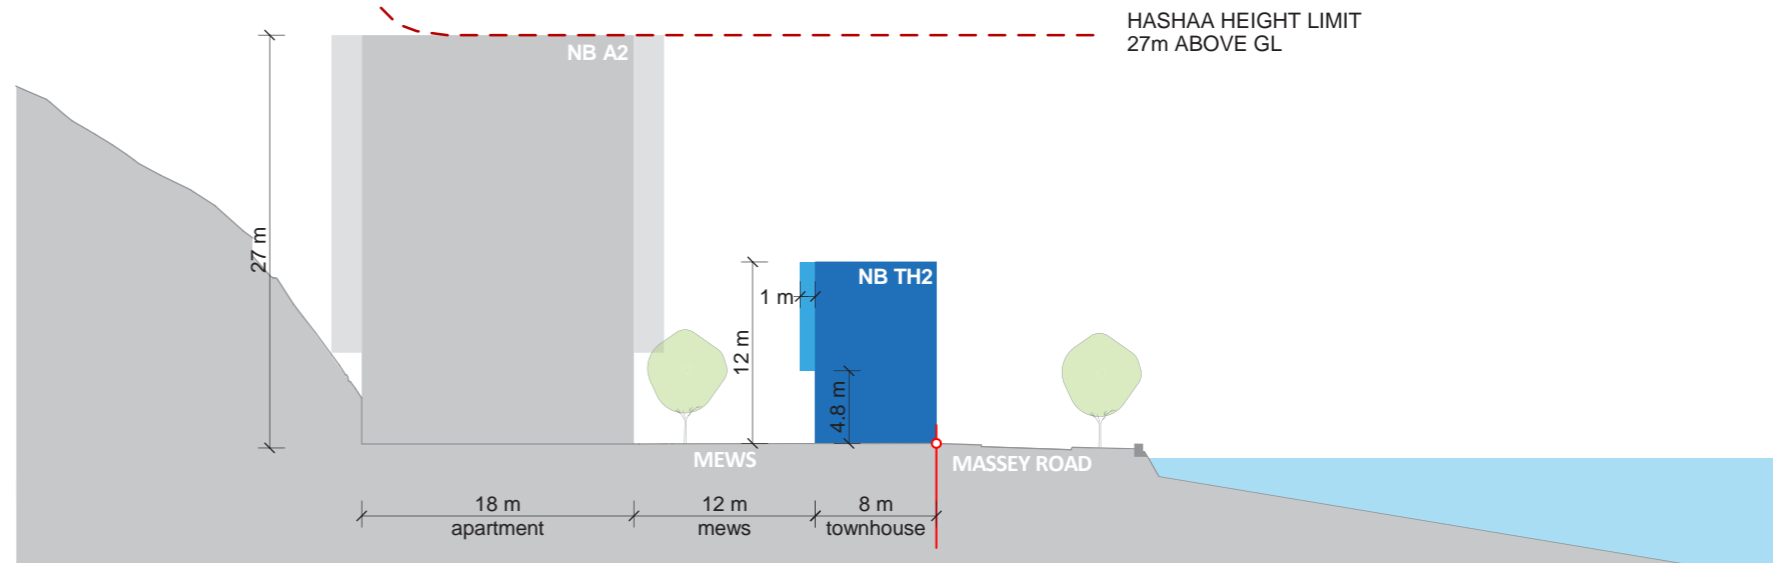 HASHAA HEIGHT LIMIT
27m ABOVE GL
NB A2
27 m
NB TH2
1 m
12 m
4.8 m
MEWS
MASSEY ROAD
18 m
apartment
12 m
mews
8 m
townhouse